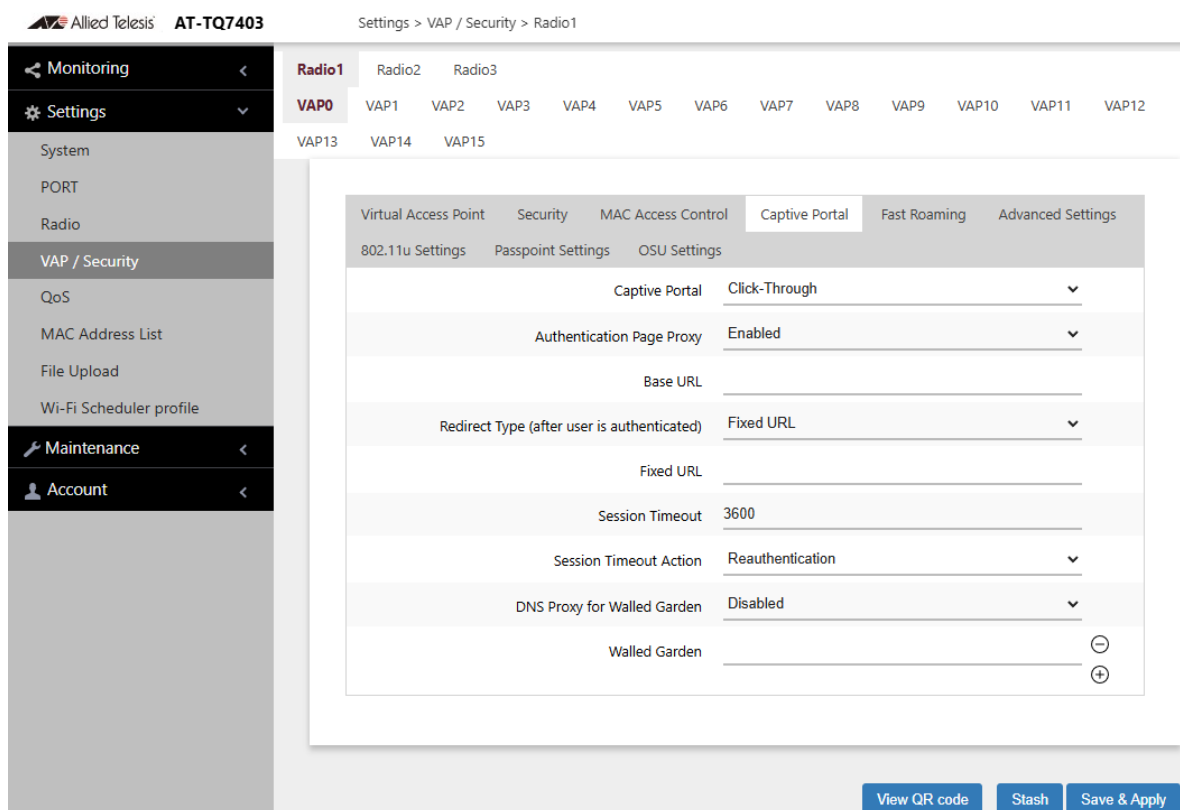 Allied Telesis AT-TQ7403 Settings > VAP / Security > Radio1
Monitoring
Settings
System
PORT
Radio
VAP / Security
QoS
MAC Address List
File Upload
Wi-Fi Scheduler profile
Maintenance
Account
Radio1 Radio2 Radio3
VAP0 VAP1 VAP2 VAP3 VAP4 VAP5 VAP6 VAP7 VAP8 VAP9 VAP10 VAP11 VAP12
VAP13 VAP14 VAP15
Virtual Access Point Security MAC Access Control Captive Portal Fast Roaming Advanced Settings
802.11u Settings Passpoint Settings OSU Settings
Captive Portal Click-Through
Authentication Page Proxy Enabled
Base URL
Redirect Type (after user is authenticated) Fixed URL
Fixed URL
Session Timeout 3600
Session Timeout Action Reauthentication
DNS Proxy for Walled Garden Disabled
Walled Garden
View QR code Stash Save & Apply